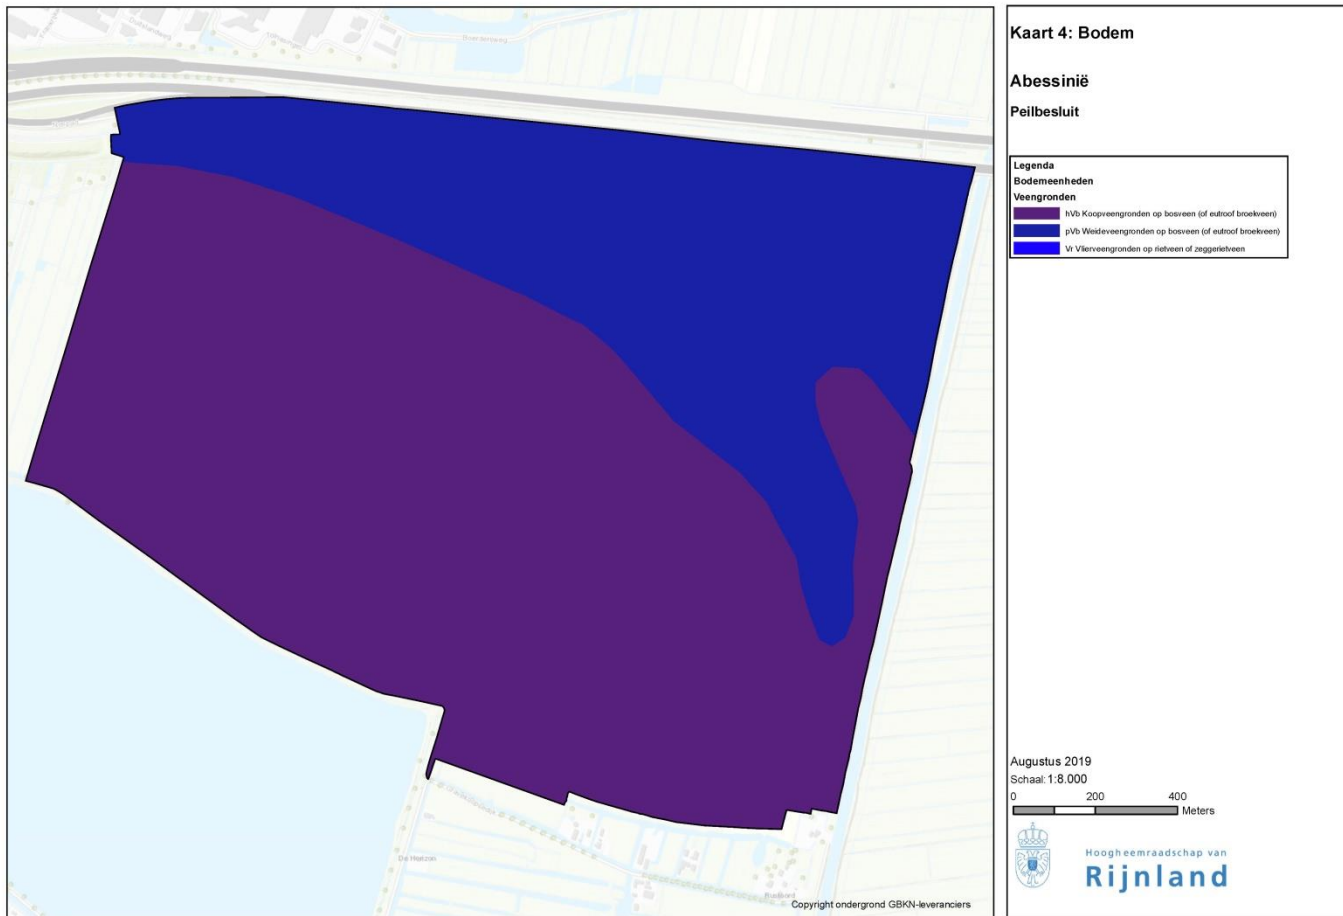 Kaart 4: Bodem
Abessinië
Peilbesluit
Legenda
Bodemeenheden
Veengronden
hVb Koopveengronden op bosveen (of eutroof broekveen)
pVb Weideveengronden op bosveen (of eutroof broekveen)
Vr Vlierveengronden op rietveen of zeggerietveen
Augustus 2019
Schaal: 1:8.000
0 200 400
Meters
Hoogheemraadschap van
Rijnland
Copyright ondergrond GBKN-leveranciers